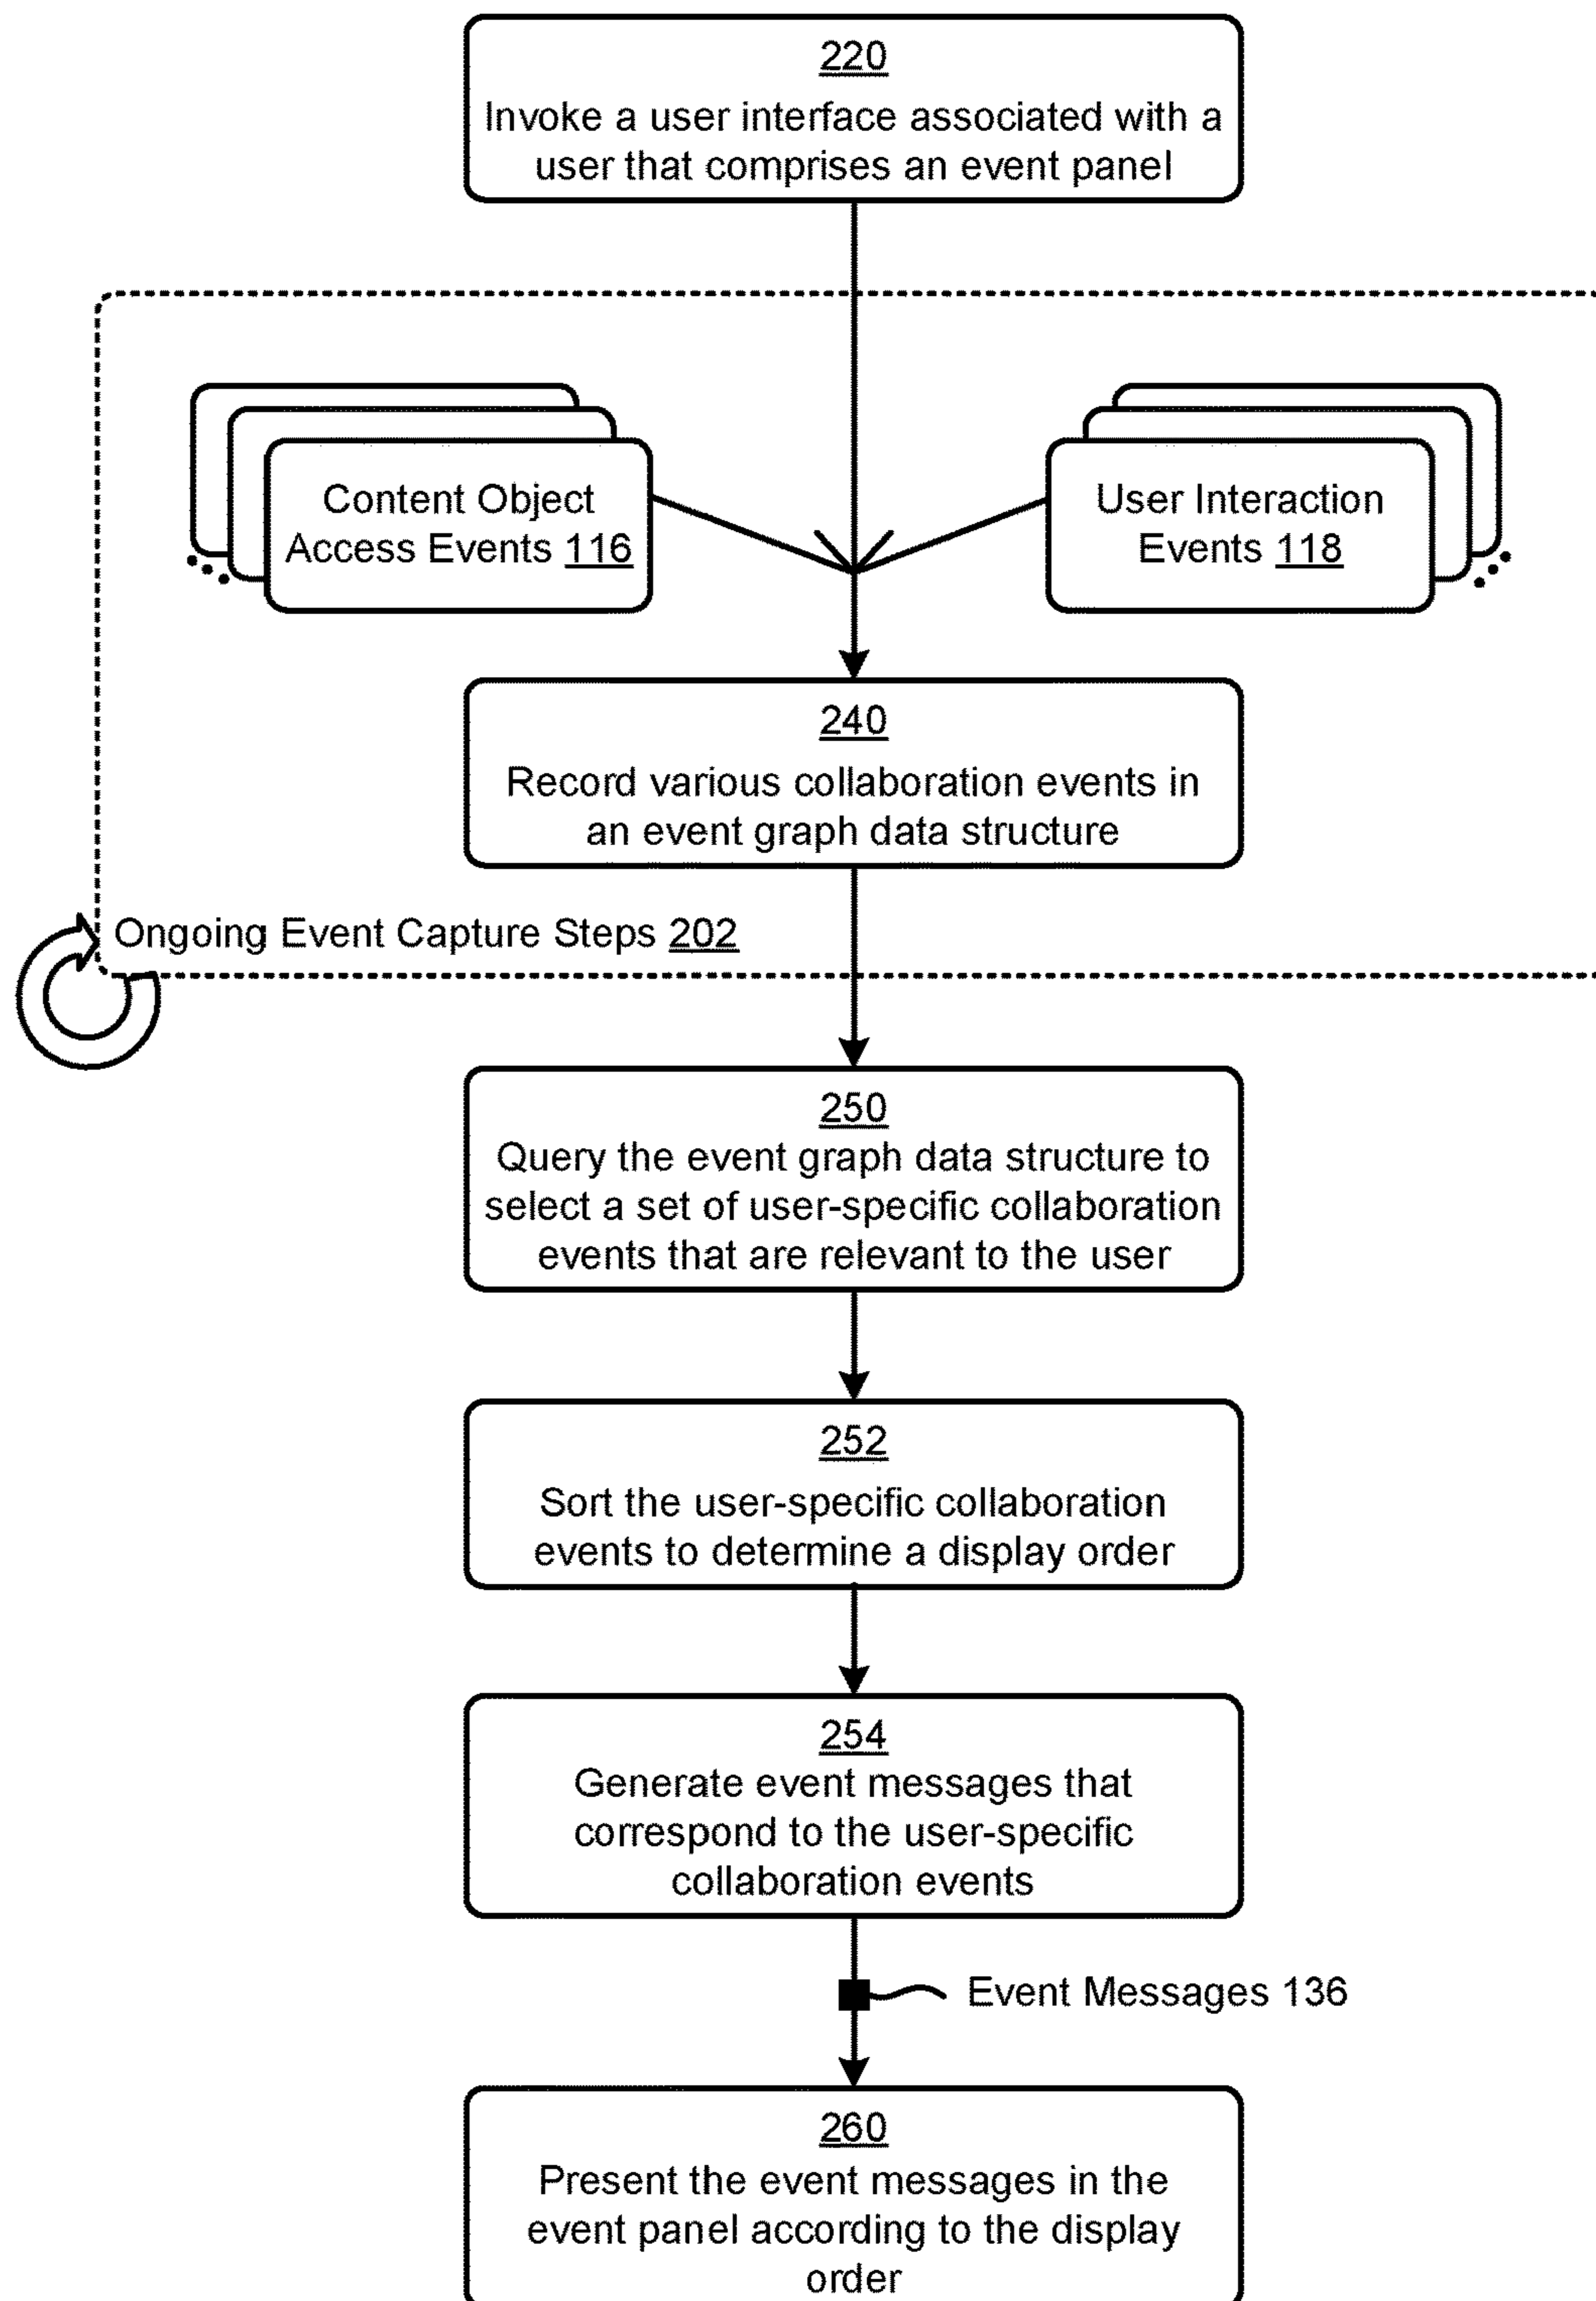 220
Invoke a user interface associated with a
user that comprises an event panel
Content Object
Access Events 116
User Interaction
Events 118
240
Record various collaboration events in
an event graph data structure
Ongoing Event Capture Steps 202
250
Query the event graph data structure to
select a set of user-specific collaboration
events that are relevant to the user
252
Sort the user-specific collaboration
events to determine a display order
254
Generate event messages that
correspond to the user-specific
collaboration events
Event Messages 136
260
Present the event messages in the
event panel according to the display
order